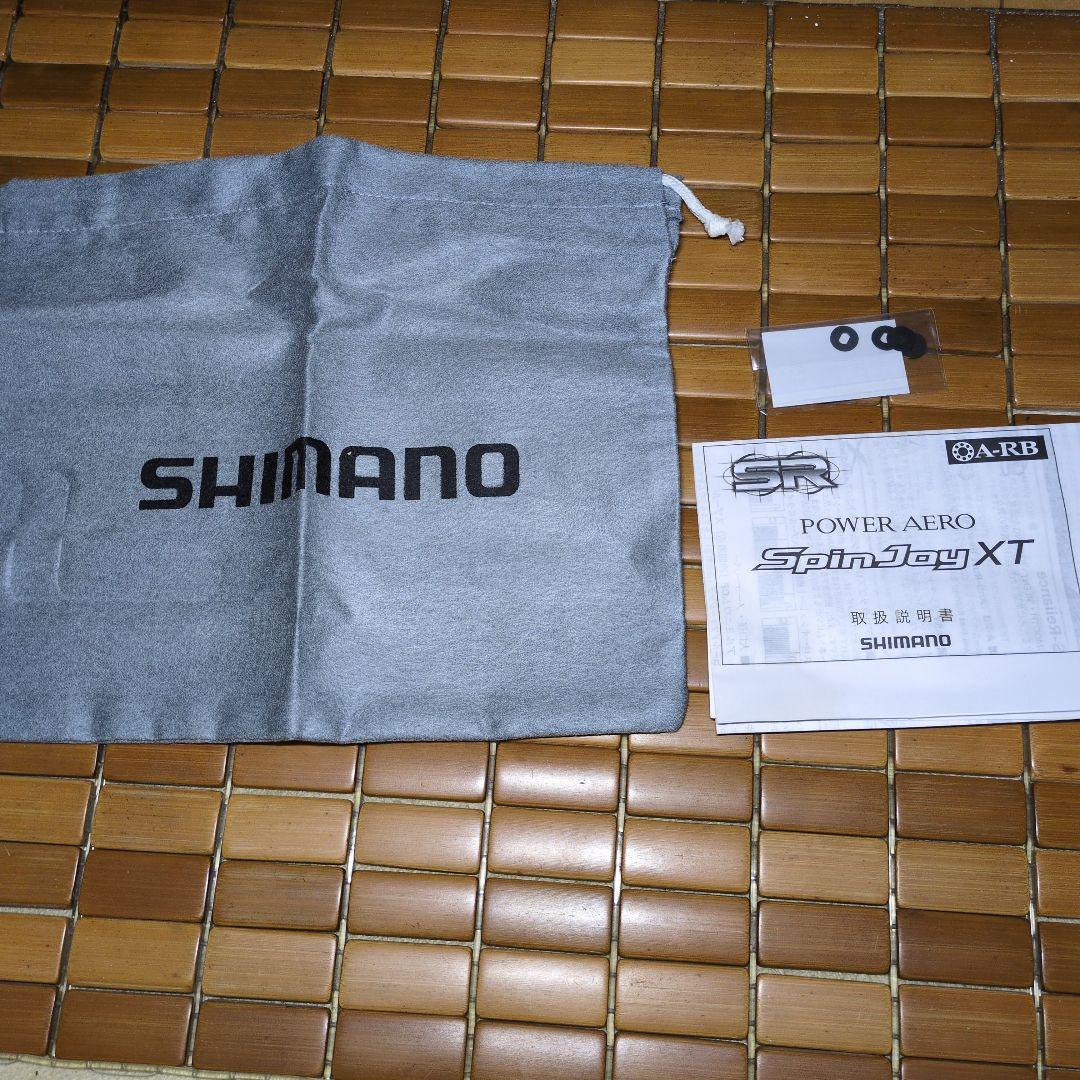 SHIMANO
SR
A-RB
POWER AERO
SpinJoy XT
取扱説明書
SHIMANO